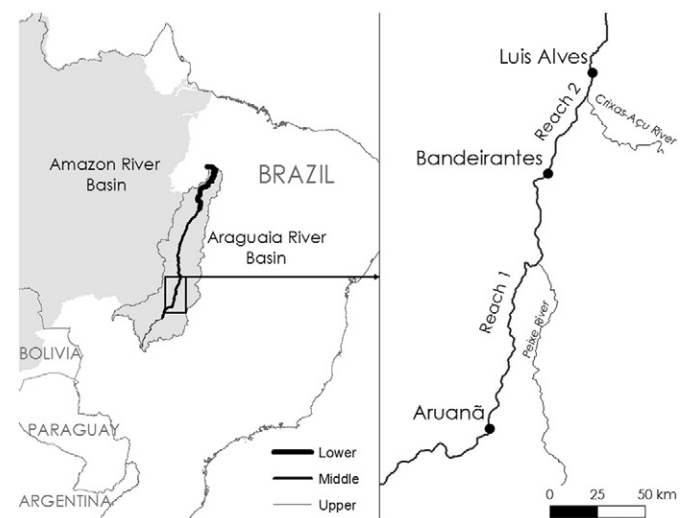 Amazon River
Basin
BRAZIL
Araguaia River
Basin
BOLIVIA
PARAGUAY
ARGENTINA
Lower
Middle
Upper
Luis Alves
Reach 2
Crixas-Açu River
Bandeirantes
Reach 1
Peixe River
Aruanã
0 25 50 km